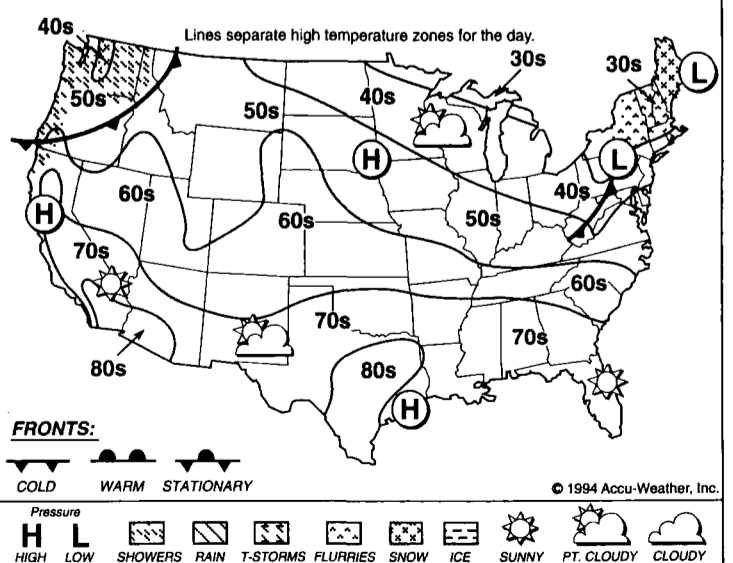 40s
Lines separate high temperature zones for the day.
30s
30s
L
50s
50s
40s
H
L
60s
40s
H
60s
50s
70s
60s
70s
70s
80s
80s
H
FRONTS:
COLD WARM STATIONARY
© 1994 Accu-Weather, Inc.
Pressure
H L
HIGH LOW SHOWERS RAIN T-STORMS FLURRIES SNOW ICE SUNNY PT. CLOUDY CLOUDY